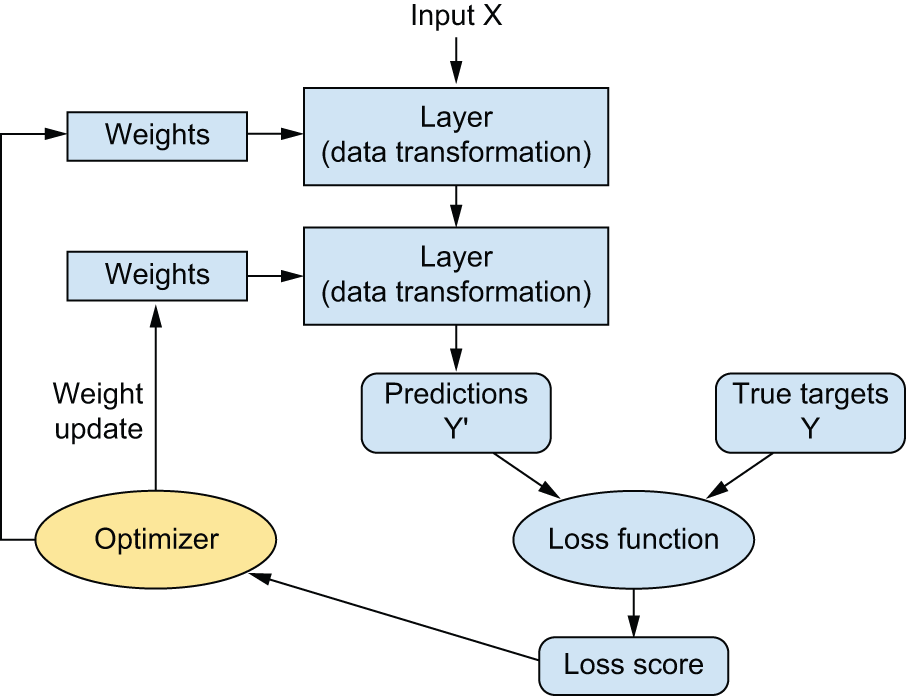 Input X
Layer
(data transformation)
Weights
Layer
(data transformation)
Weights
Weight
update
Predictions
Y'
True targets
Y
Optimizer
Loss function
Loss score